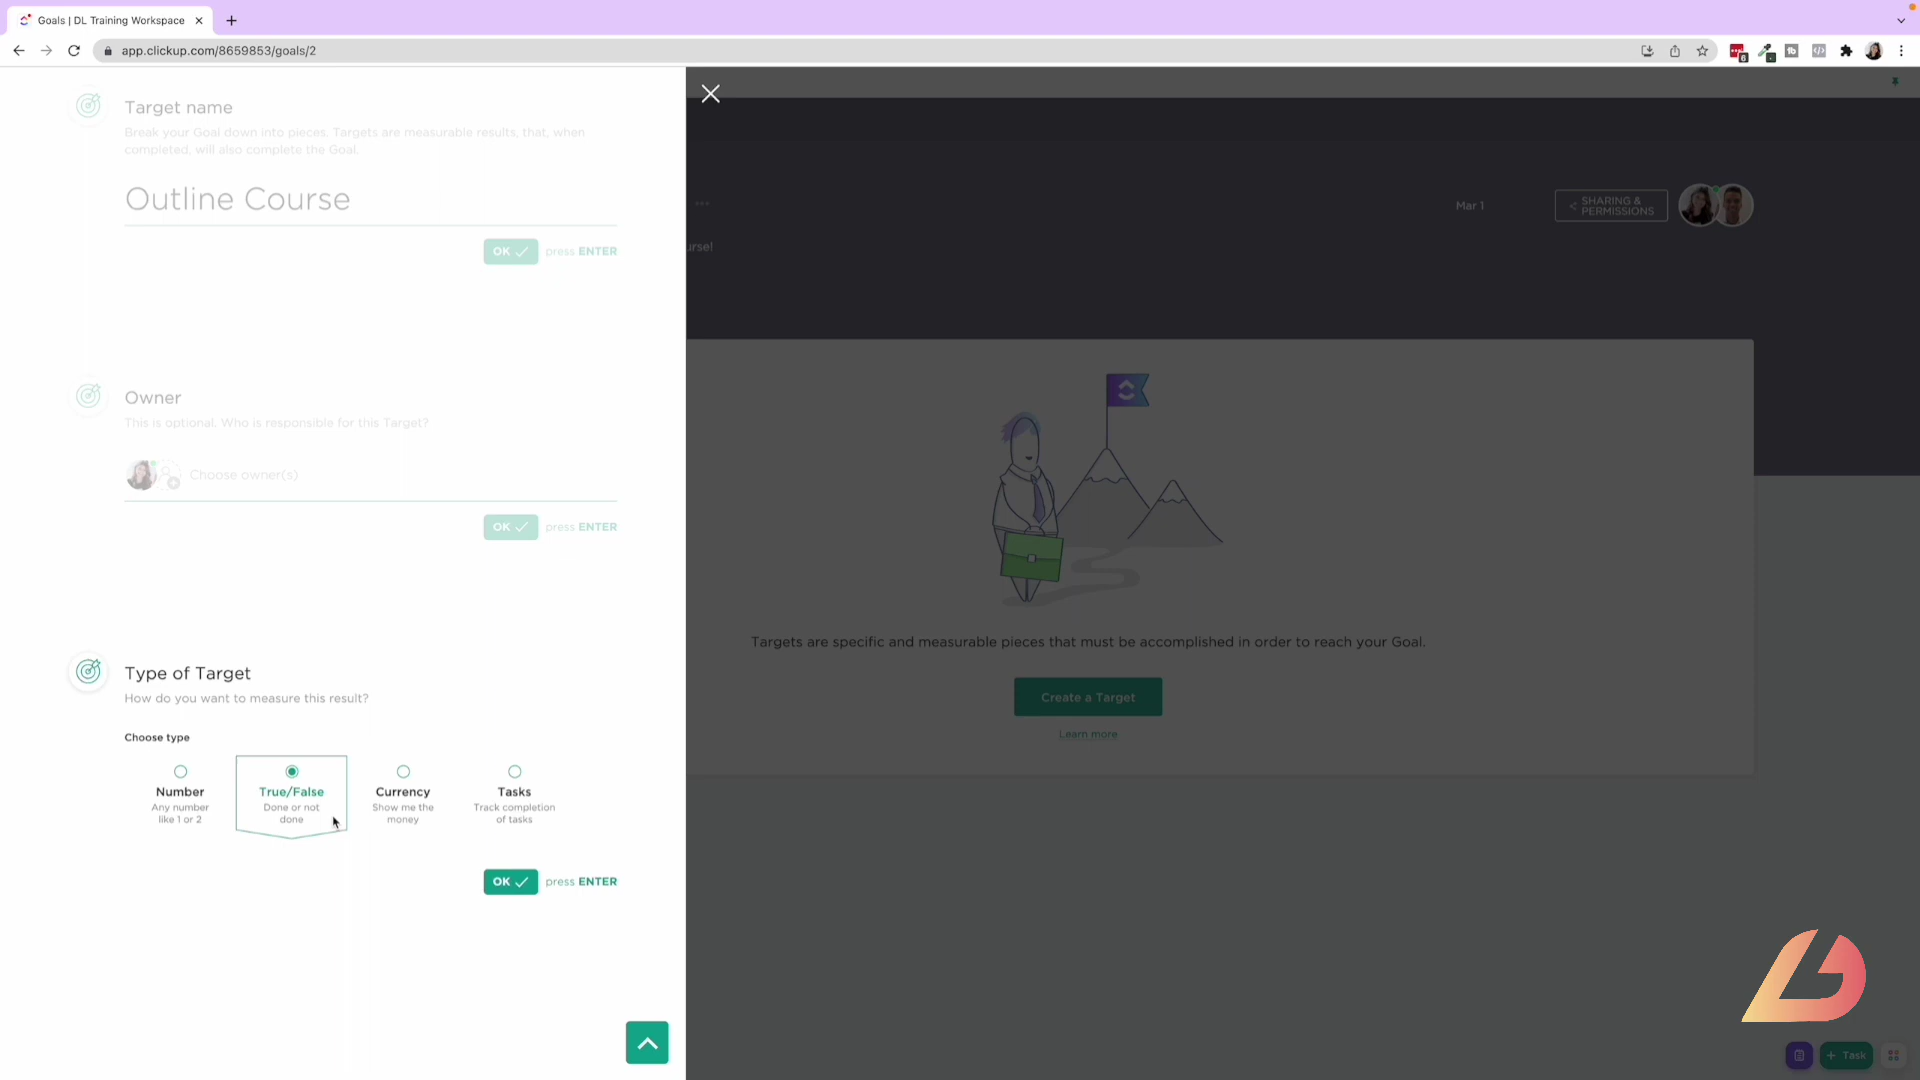 Goals | DL Training Workspace
app.clickup.com/8659853/goals/2
6
Target name
Break your Goal down into pieces. Targets are measurable results, that, when
completed, will also complete the Goal.
Outline Course
OK press ENTER
Mar 1
SHARING &
PERMISSIONS
urse!
Owner
This is optional. Who is responsible for this Target?
Choose owner(s)
OK press ENTER
Targets are specific and measurable pieces that must be accomplished in order to reach your Goal.
Create a Target
Learn more
Type of Target
How do you want to measure this result?
Choose type
Number
Any number
like 1 or 2
True/False
Done or not
done
Currency
Show me the
money
Tasks
Track completion
of tasks
OK press ENTER
+ Task